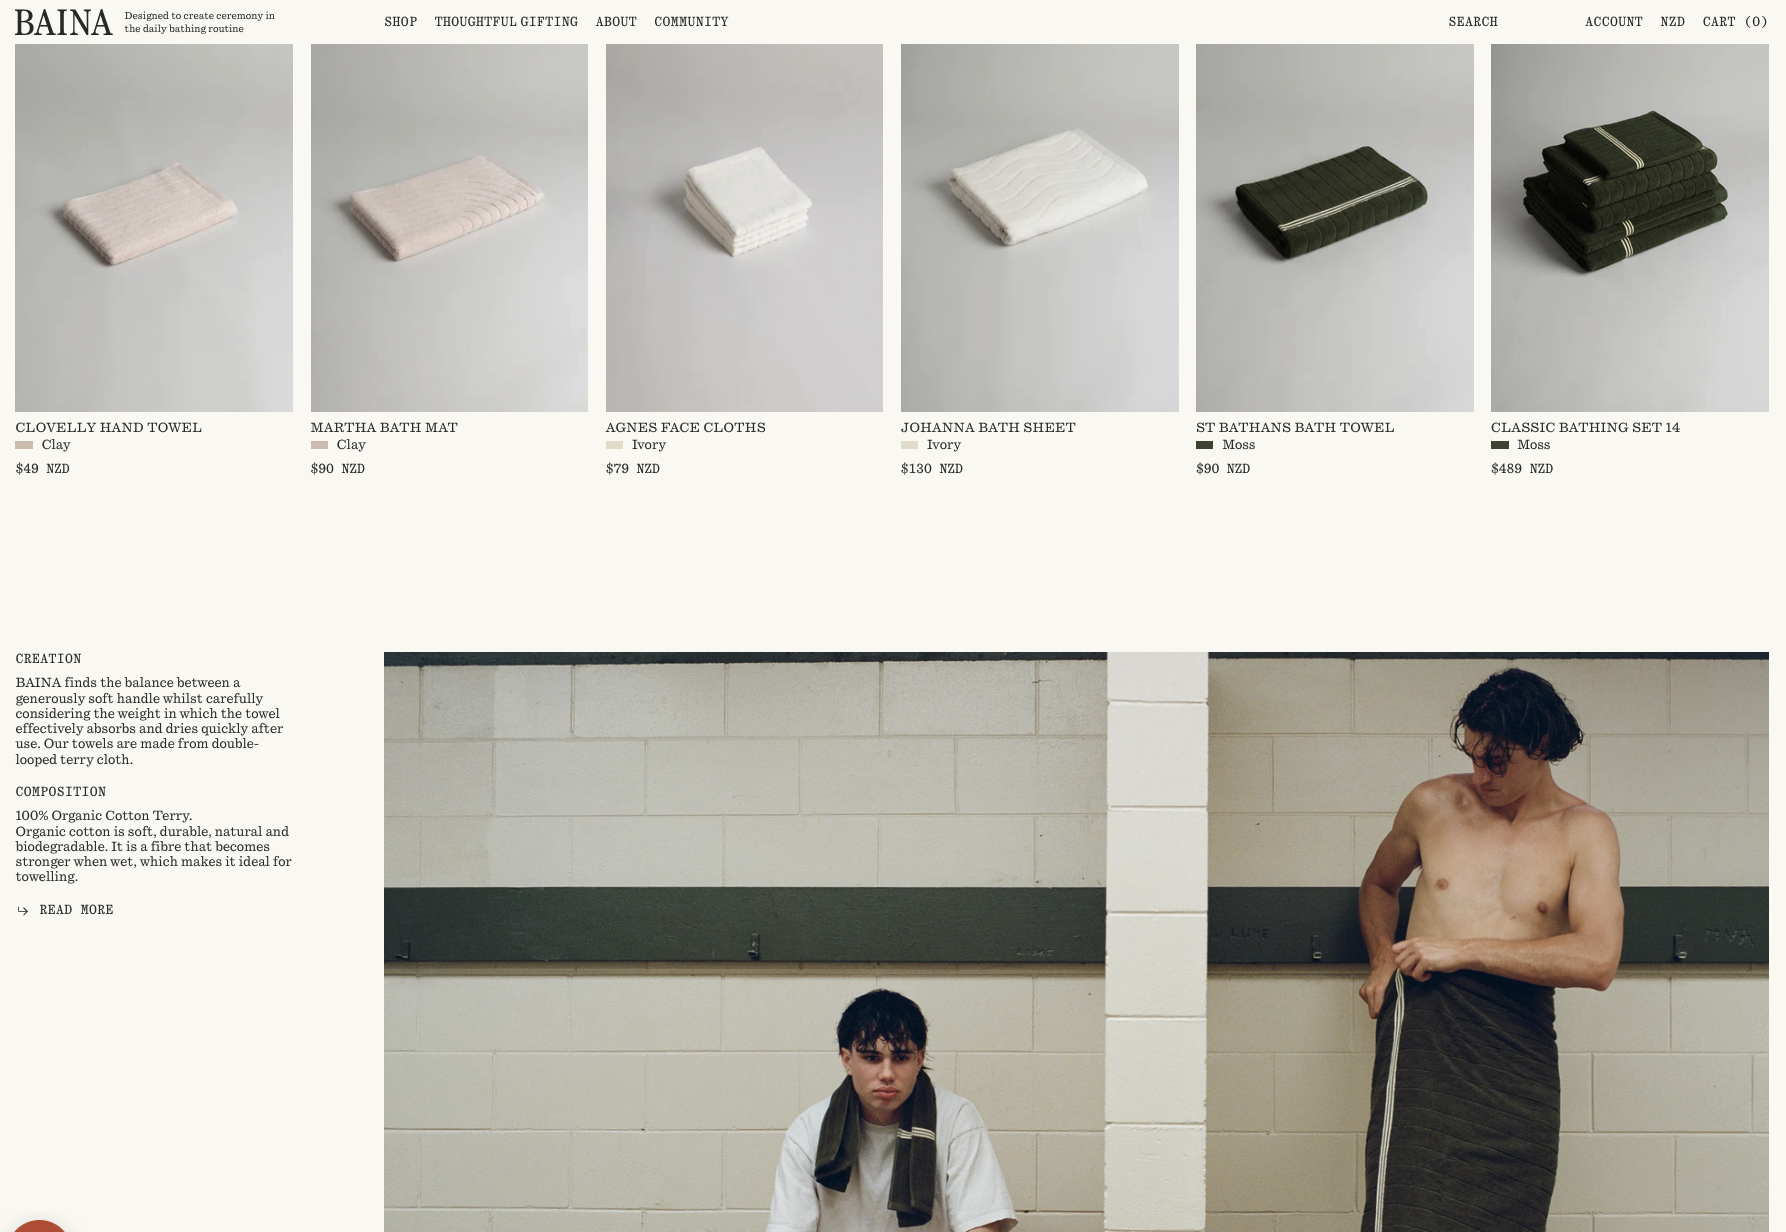 BAINA
Designed to create ceremony in
the daily bathing routine
SHOP THOUGHTFUL GIFTING ABOUT COMMUNITY
SEARCH
ACCOUNT NZD CART (0)
CLOVELLY HAND TOWEL
Clay
$49 NZD
MARTHA BATH MAT
Clay
$90 NZD
AGNES FACE CLOTHS
Ivory
$79 NZD
JOHANNA BATH SHEET
Ivory
$130 NZD
ST BATHANS BATH TOWEL
Moss
$90 NZD
CLASSIC BATHING SET 14
Moss
$489 NZD
CREATION
BAINA finds the balance between a
generously soft handle whilst carefully
considering the weight in which the towel
effectively absorbs and dries quickly after
use. Our towels are made from double-
looped terry cloth.
COMPOSITION
100% Organic Cotton Terry.
Organic cotton is soft, durable, natural and
biodegradable. It is a fibre that becomes
stronger when wet, which makes it ideal for
towelling.
↳ READ MORE